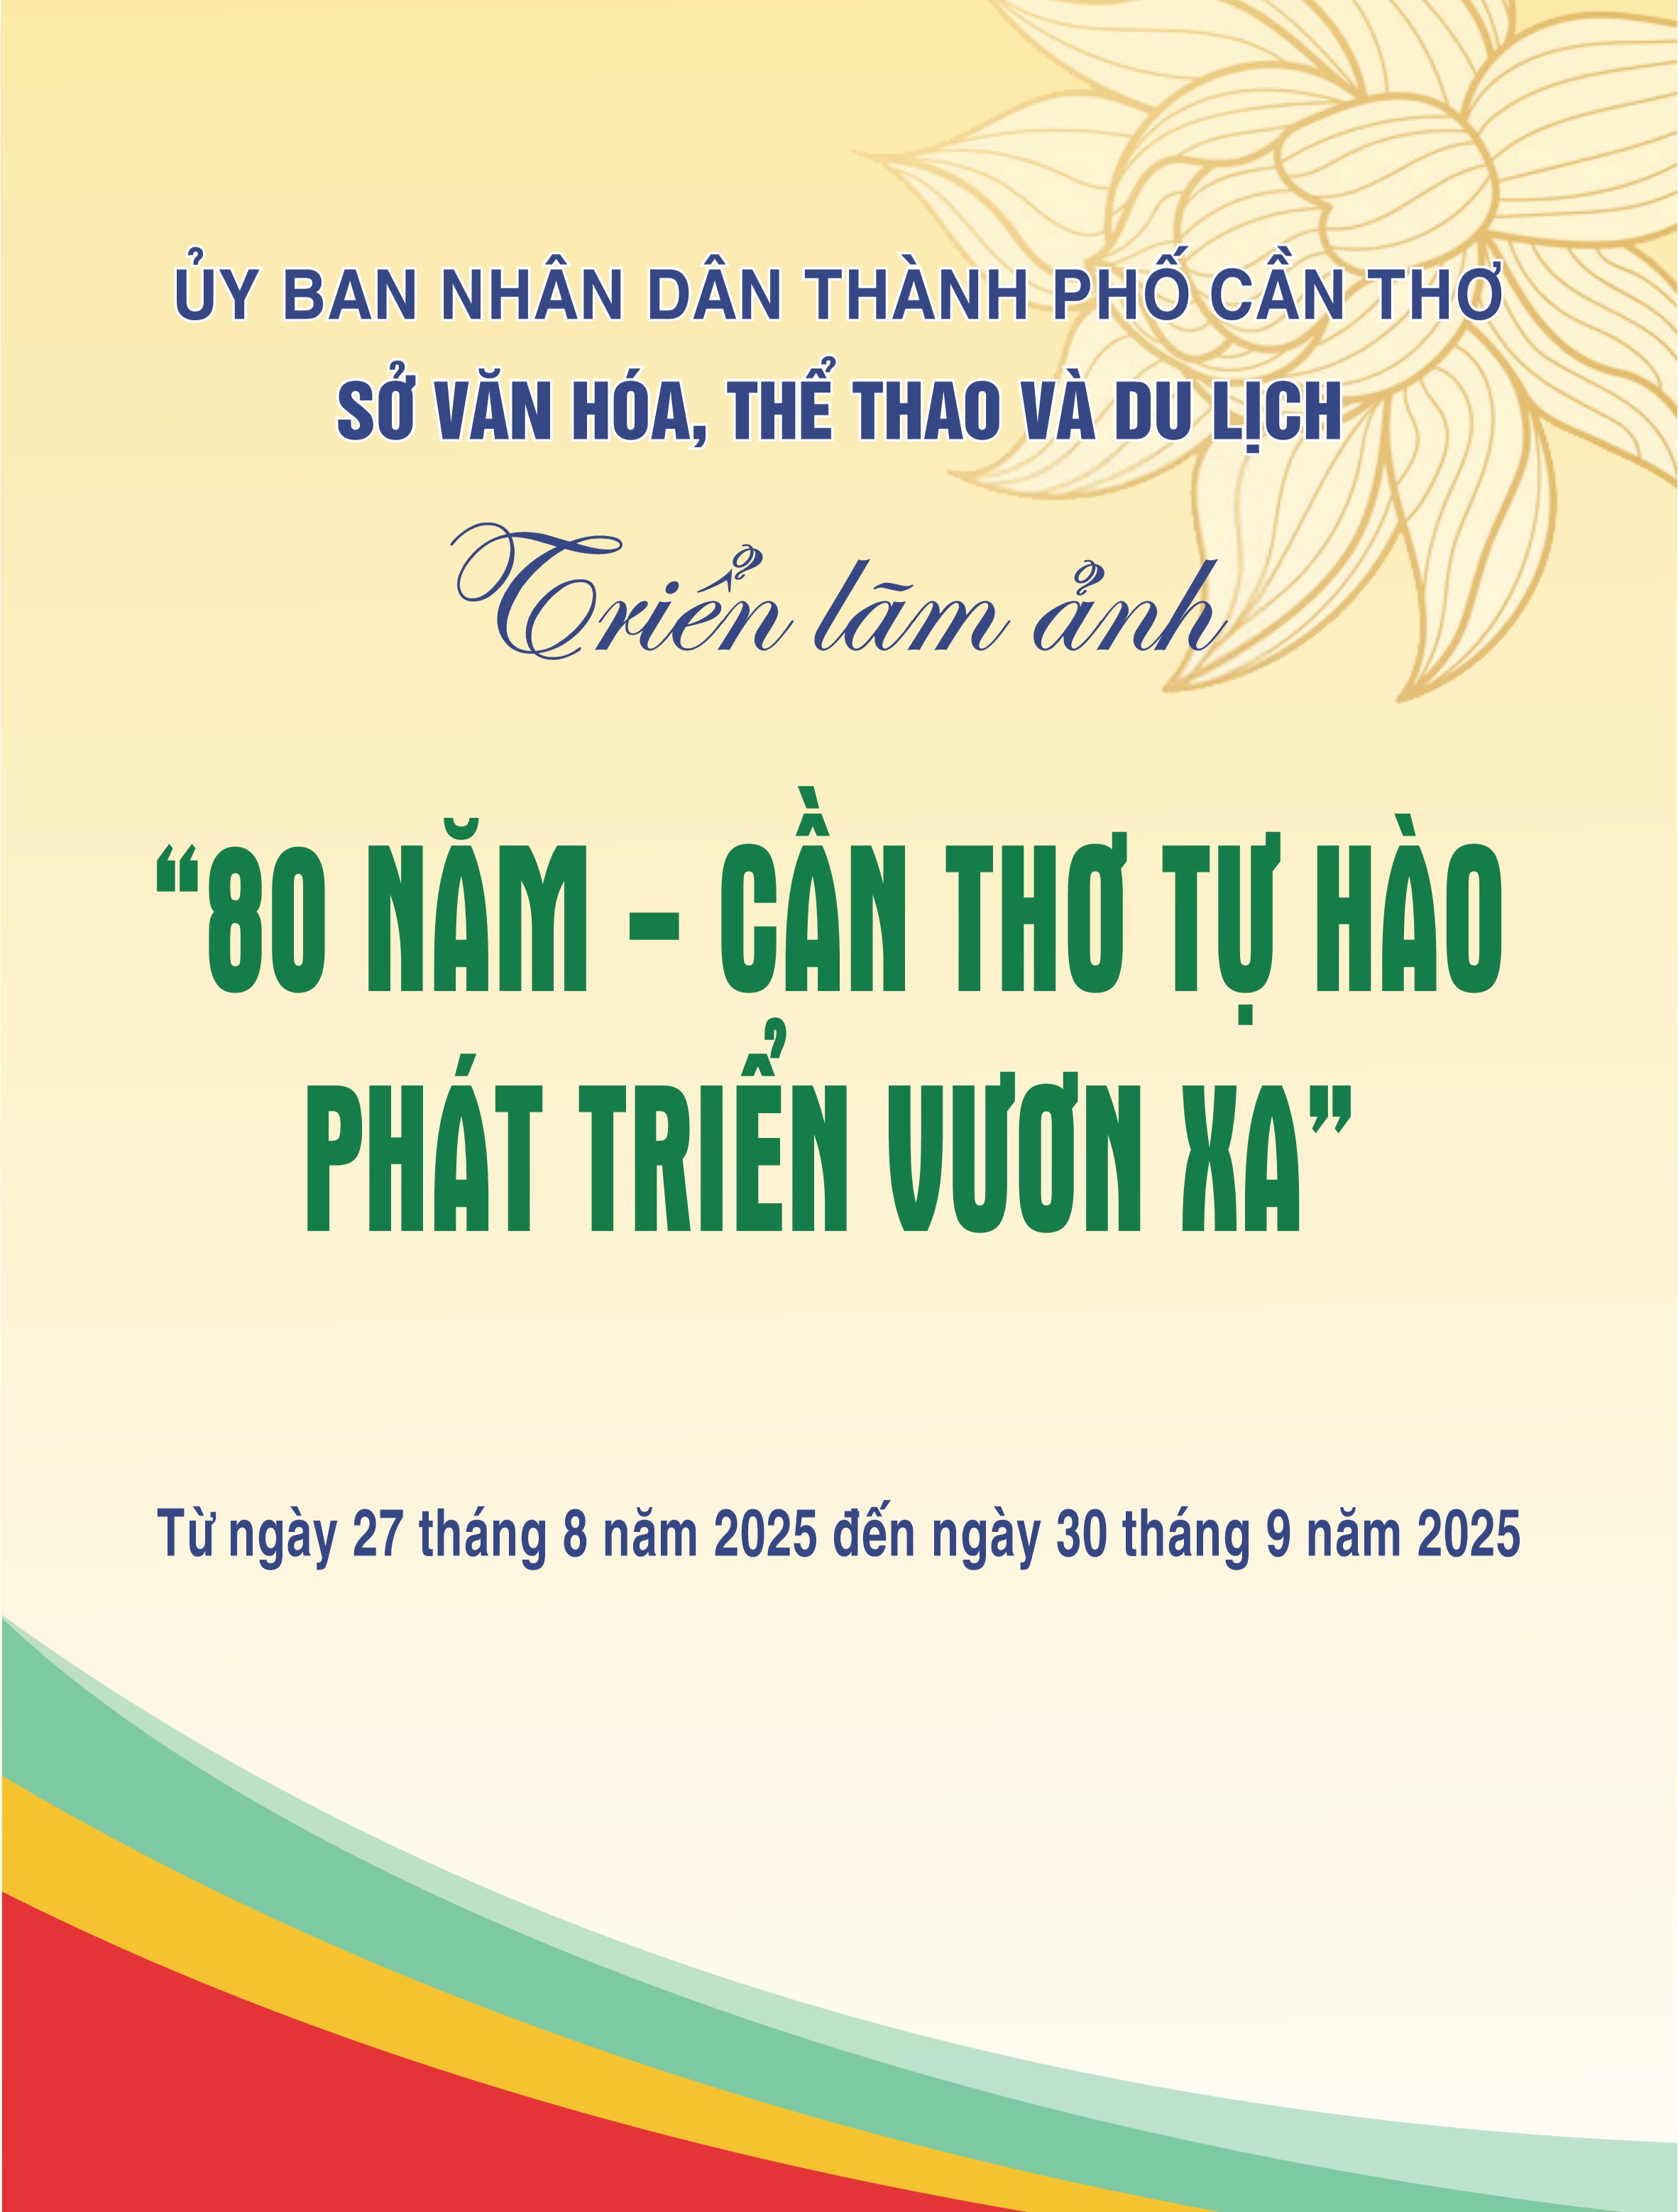 ỦY BAN NHÂN DÂN THÀNH PHỐ CẦN THƠ
SỞ VĂN HÓA, THỂ THAO VÀ DU LỊCH
Triển lãm ảnh
“80 NĂM - CẦN THƠ TỰ HÀO
PHÁT TRIỂN VƯƠN XA”
Từ ngày 27 tháng 8 năm 2025 đến ngày 30 tháng 9 năm 2025